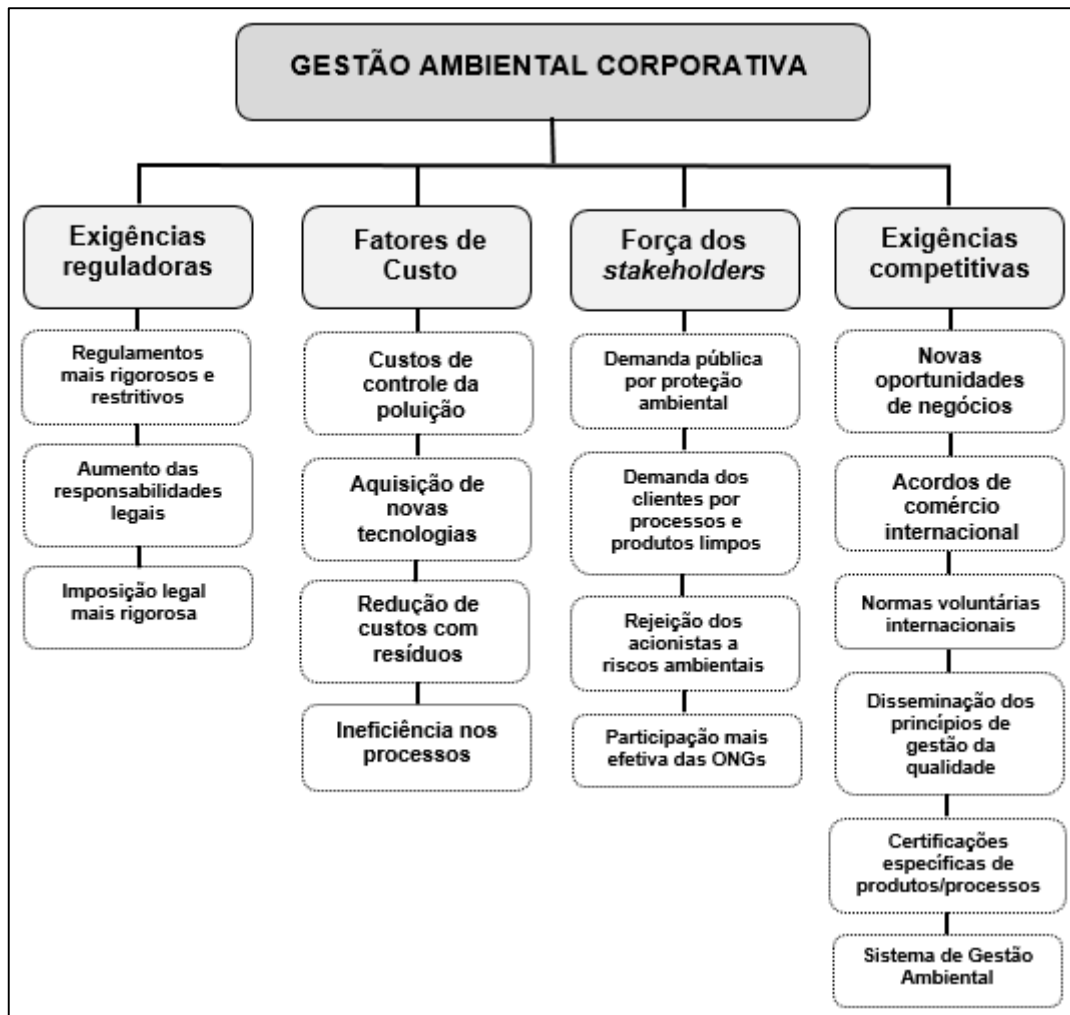 GESTÃO AMBIENTAL CORPORATIVA
Exigências
reguladoras
Regulamentos
mais rigorosos e
restritivos
Aumento das
responsabilidades
legais
Imposição legal
mais rigorosa
Fatores de
Custo
Custos de
controle da
poluição
Aquisição de
novas
tecnologias
Redução de
custos com
resíduos
Ineficiência nos
processos
Força dos
stakeholders
Demanda pública
por proteção
ambiental
Demanda dos
clientes por
processos e
produtos limpos
Rejeição dos
acionistas a
riscos ambientais
Participação mais
efetiva das ONGs
Exigências
competitivas
Novas
oportunidades
de negócios
Acordos de
comércio
internacional
Normas voluntárias
internacionais
Disseminação dos
princípios de
gestão da
qualidade
Certificações
específicas de
produtos/processos
Sistema de Gestão
Ambiental